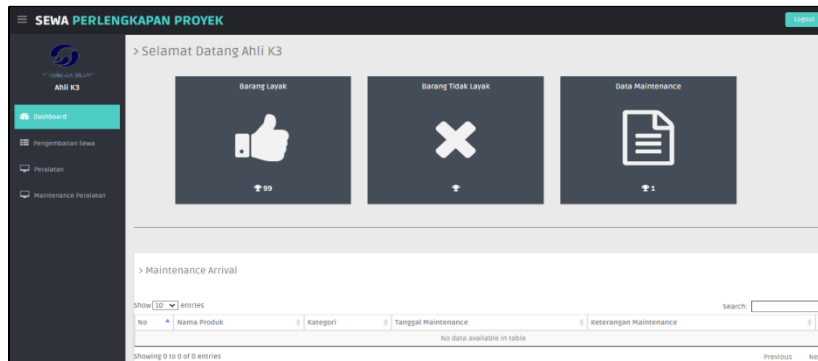 SEWA PERLENGKAPAN PROYEK
Logout
Ahli K3
Dashboard
Pengembalian Sewa
Peralatan
Maintenance Peralatan
> Selamat Datang Ahli K3
Barang Layak
99
Barang Tidak Layak
Data Maintenance
1
> Maintenance Arrival
Show 10 entries
Search:
No Nama Produk Kategori Tanggal Maintenance Keterangan Maintenance
No data available in table
Showing 0 to 0 of 0 entries
Previous Ne